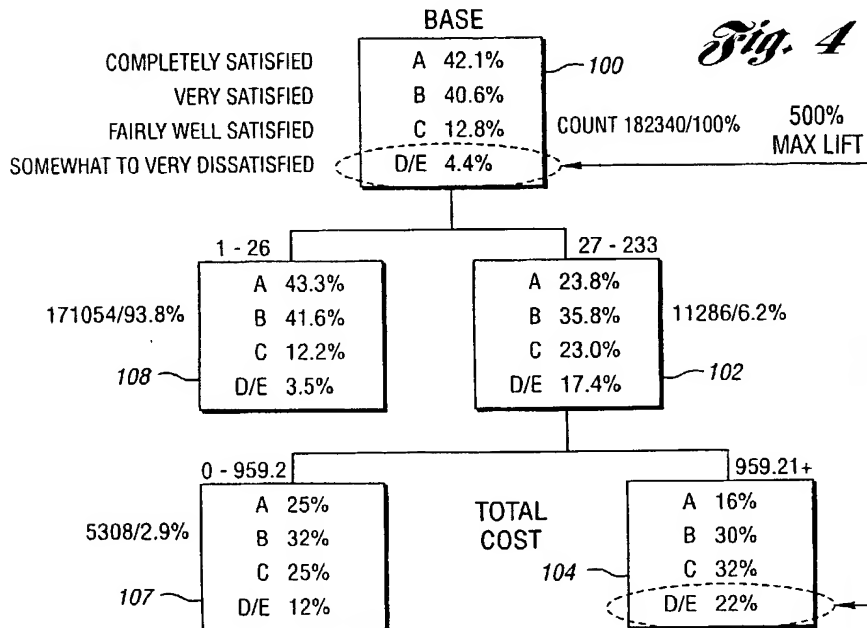 BASE
Fig. 4
COMPLETELY SATISFIED A 42.1% 100
VERY SATISFIED B 40.6%
FAIRLY WELL SATISFIED C 12.8% COUNT 182340/100% 500%
SOMEWHAT TO VERY DISSATISFIED D/E 4.4% MAX LIFT
1 - 26
A 43.3%
171054/93.8% B 41.6%
C 12.2%
108 D/E 3.5%
27 - 233
A 23.8%
B 35.8% 11286/6.2%
C 23.0%
D/E 17.4% 102
0 - 959.2
A 25%
5308/2.9% B 32%
C 25%
107 D/E 12%
TOTAL
COST
959.21+
A 16%
B 30%
104 C 32%
D/E 22%